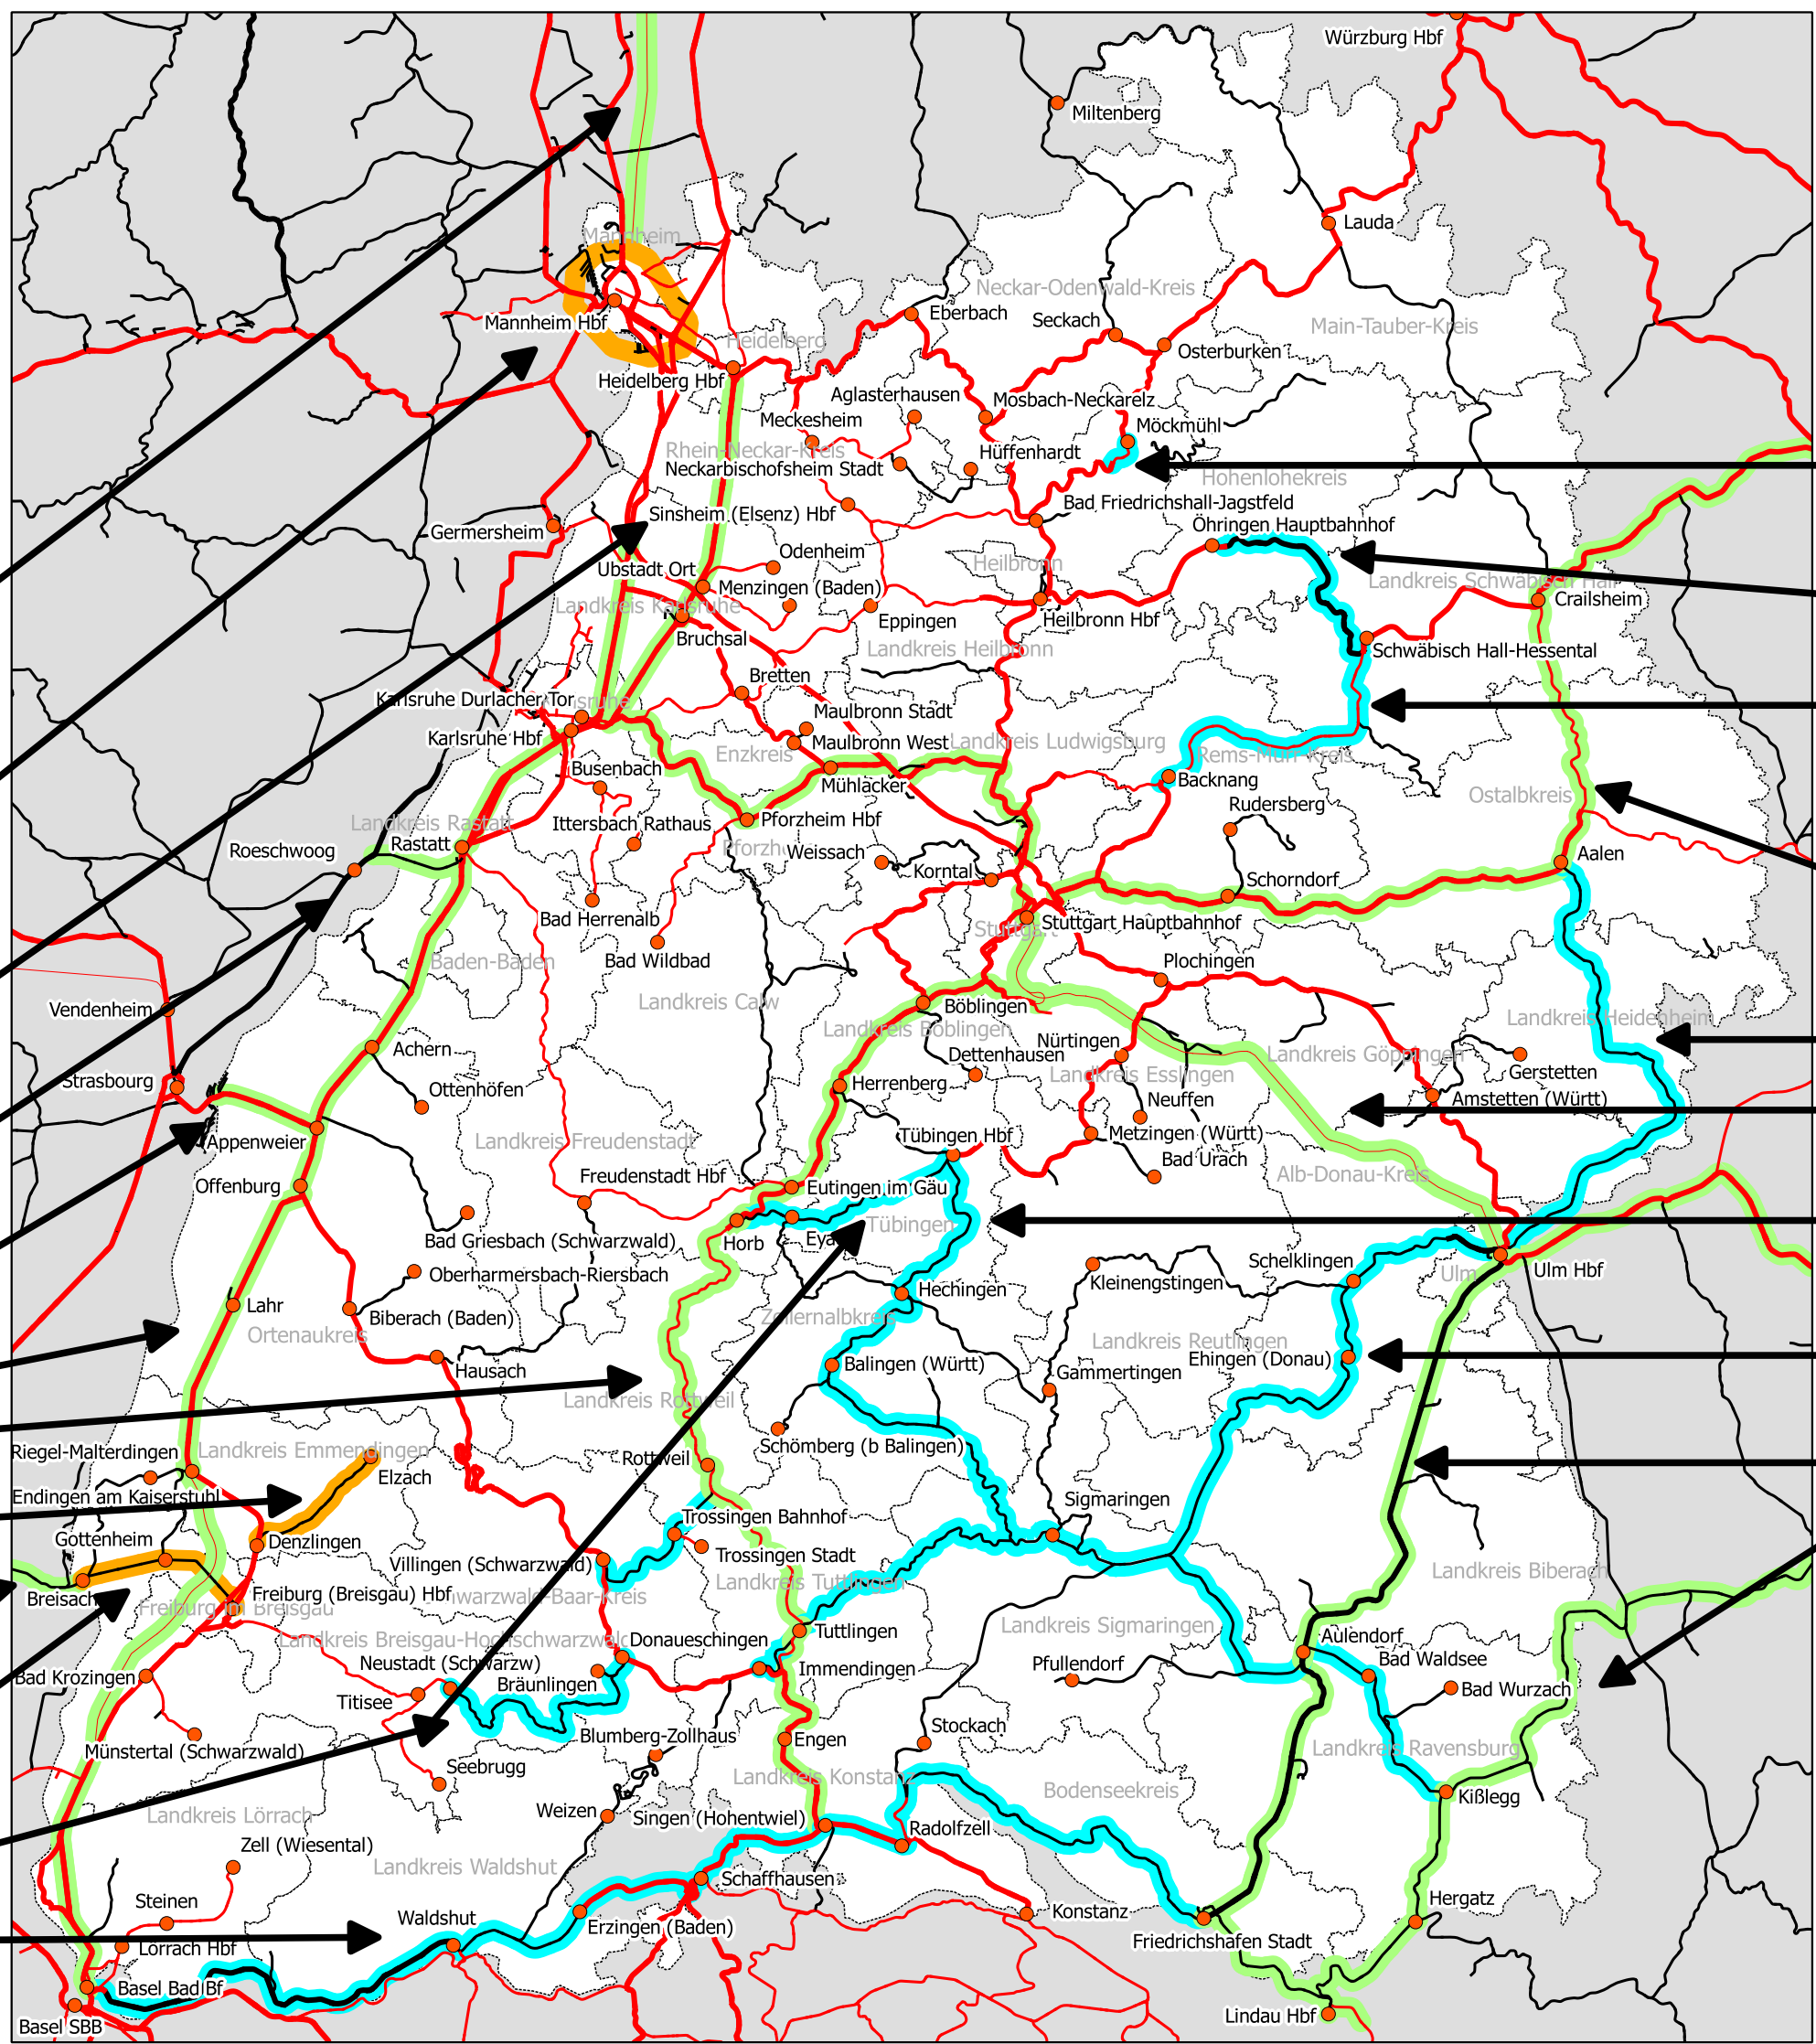 Würzburg Hbf
Miltenberg
Lauda
Mannheim
Neckar-Odenwald-Kreis
Eberbach
Seckach
Main-Tauber-Kreis
Mannheim Hbf
Heidelberg
Osterburken
Heidelberg Hbf
Aglasterhausen
Mosbach-Neckarelz
Meckesheim
Möckmühl
Rhein-Neckar-Kreis
Hüffenhardt
Neckarbischofsheim Stadt
Hohenlohekreis
Bad Friedrichshall-Jagstfeld
Sinsheim (Elsenz) Hbf
Öhringen Hauptbahnhof
Germersheim
Odenheim
Heilbronn
Ubstadt Ort
Landkreis Schwäbisch Hall
Menzingen (Baden)
Crailsheim
Landkreis Karlsruhe
Eppingen
Heilbronn Hbf
Bruchsal
Landkreis Heilbronn
Schwäbisch Hall-Hessental
Bretten
Karlsruhe Durlacher Tor
Karlsruhe
Maulbronn Stadt
Karlsruhe Hbf
Maulbronn West
Landkreis Ludwigsburg
Enzkreis
Rems-Murr-Kreis
Busenbach
Mühlacker
Backnang
Ostalbkreis
Rudersberg
Landkreis Rastatt
Ittersbach Rathaus
Pforzheim Hbf
Roeschwoog
Rastatt
Pforzheim
Weissach
Aalen
Korntal
Schorndorf
Bad Herrenalb
Stuttgart Hauptbahnhof
Stuttgart
Baden-Baden
Bad Wildbad
Plochingen
Landkreis Calw
Böblingen
Vendenheim
Landkreis Heidenheim
Landkreis Böblingen
Nürtingen
Achern
Dettenhausen
Landkreis Göppingen
Gerstetten
Strasbourg
Herrenberg
Landkreis Esslingen
Ottenhöfen
Neuffen
Amstetten (Württ)
Appenweier
Landkreis Freudenstadt
Tübingen Hbf
Metzingen (Württ)
Bad Urach
Freudenstadt Hbf
Alb-Donau-Kreis
Offenburg
Eutingen im Gäu
Tübingen
Horb
Bad Griesbach (Schwarzwald)
Schelklingen
Oberharmersbach-Riersbach
Ulm
Ulm Hbf
Kleinengstingen
Hechingen
Lahr
Biberach (Baden)
Zollernalbkreis
Ortenaukreis
Landkreis Reutlingen
Balingen (Württ)
Ehingen (Donau)
Hausach
Gammertingen
Landkreis Rottweil
Riegel-Malterdingen
Landkreis Emmendingen
Schömberg (b Balingen)
Rottweil
Elzach
Endingen am Kaiserstuhl
Sigmaringen
Trossingen Bahnhof
Gottenheim
Denzlingen
Trossingen Stadt
Villingen (Schwarzwald)
Landkreis Biberach
Landkreis Tuttlingen
Breisach
Freiburg (Breisgau) Hbf
Freiburg im Breisgau
Landkreis Sigmaringen
Tuttlingen
Donaueschingen
Aulendorf
Landkreis Breisgau-Hochschwarzwald
Bad Waldsee
Neustadt (Schwarzw)
Pfullendorf
Immendingen
Bad Krozingen
Bräunlingen
Bad Wurzach
Titisee
Stockach
Blumberg-Zollhaus
Engen
Landkreis Ravensburg
Münstertal (Schwarzwald)
Seebrugg
Landkreis Konstanz
Bodenseekreis
Kißlegg
Weizen
Singen (Hohentwiel)
Landkreis Lörrach
Radolfzell
Zell (Wiesental)
Landkreis Waldshut
Schaffhausen
Steinen
Hergatz
Waldshut
Konstanz
Erzingen (Baden)
Lörrach Hbf
Friedrichshafen Stadt
Basel Bad Bf
Lindau Hbf
Basel SBB